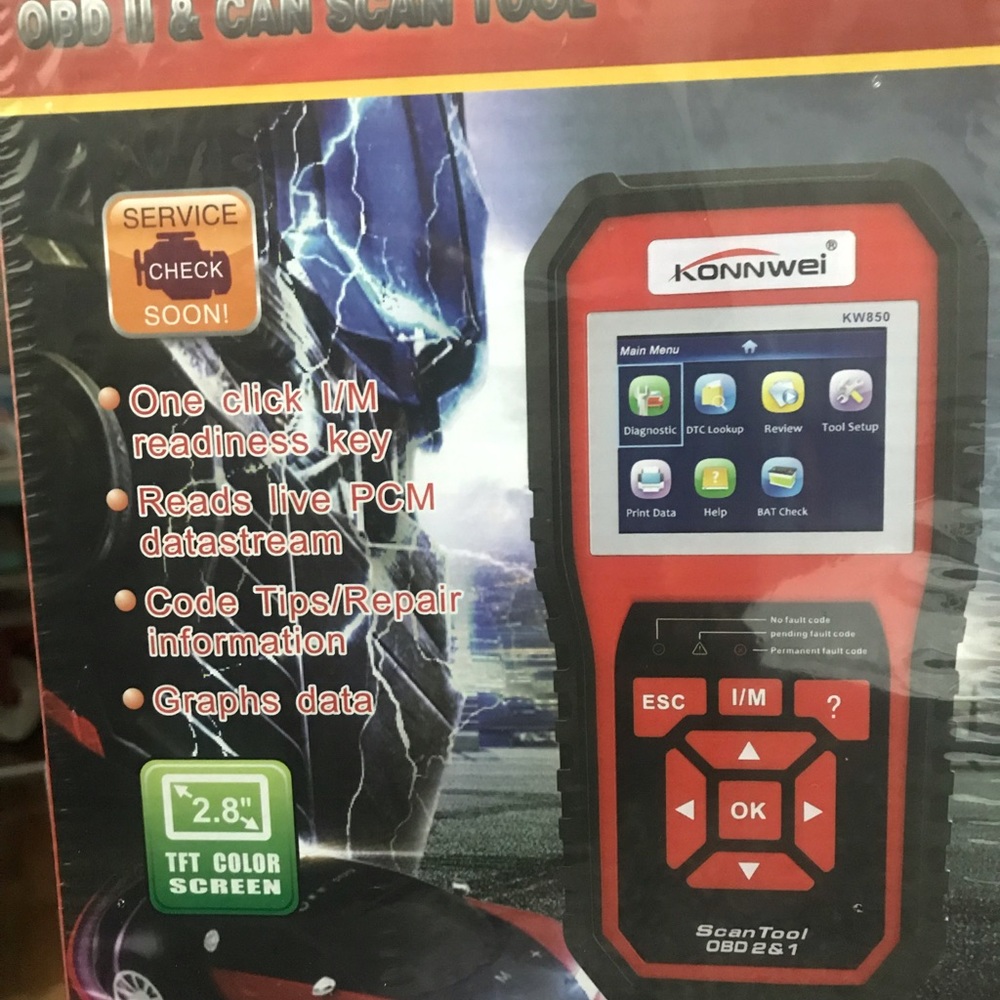 OBD II & CAN SCAN TOOL
SERVICE
CHECK
SOON!
One click I/M
readiness key
Reads live PCM
datastream
Code Tips/Repair
information
Graphs data
2.8"
TFT COLOR
SCREEN
KONNWEI®
KW850
Main Menu
Diagnostic DTC Lookup Review Tool Setup
Print Data Help BAT Check
No fault code
pending fault code
Permanent fault code
ESC I/M ?
OK
ScanTool
OBD2&1